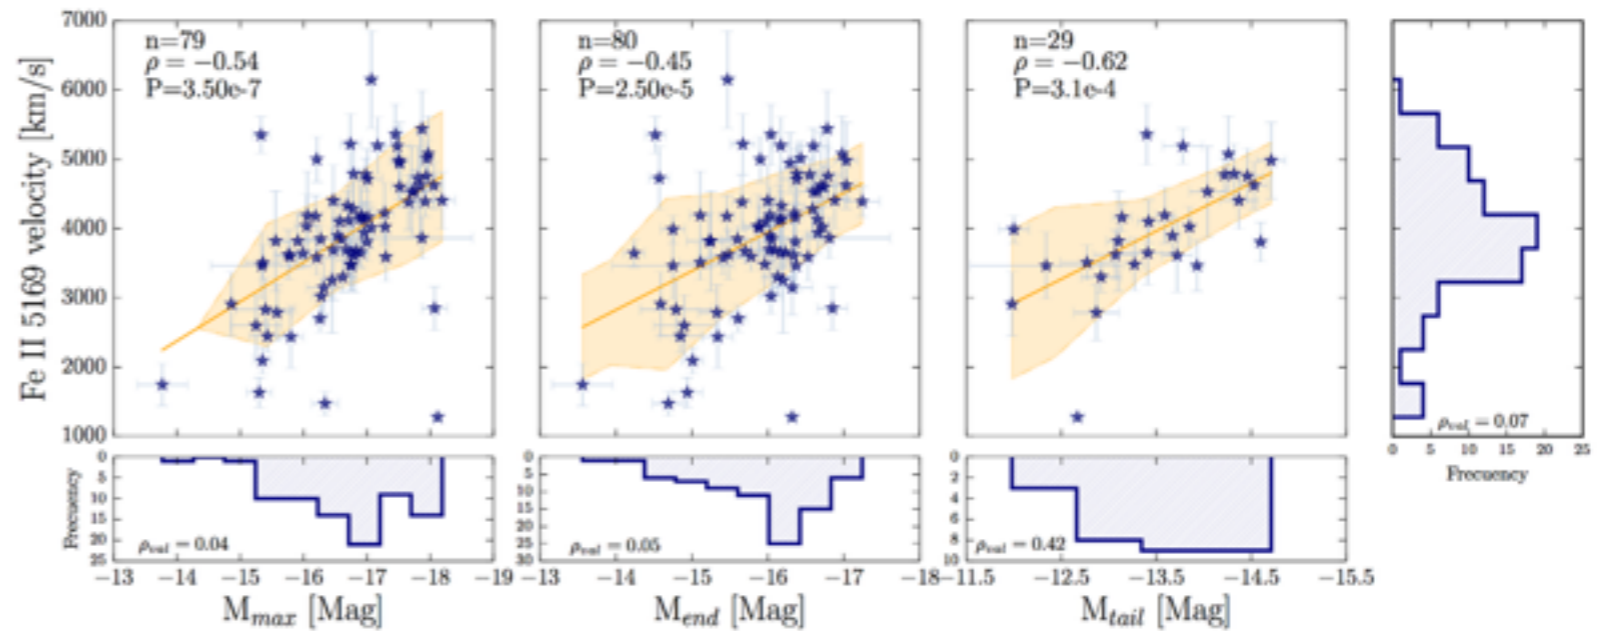 7000
6000
5000
4000
3000
2000
1000
Fe II 5169 velocity [km/s]
n=79
ρ = −0.54
P=3.50e-7
n=80
ρ = −0.45
P=2.50e-5
n=29
ρ = −0.62
P=3.1e-4
ρval = 0.07
0 5 10 15 20 25
Frecuency
0
5
10
15
20
25
Frecuency
ρval = 0.04
0
5
10
15
20
25
30
ρval = 0.05
0
2
4
6
8
10
ρval = 0.42
−13 −14 −15 −16 −17 −18 −19
−13 −14 −15 −16 −17 −18
−11.5 −12.5 −13.5 −14.5 −15.5
Mmax [Mag]
Mend [Mag]
Mtail [Mag]